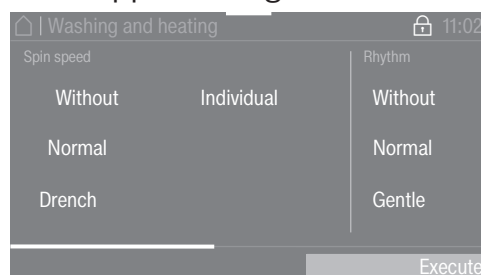 | Washing and heating 11:02
Spin speed Rhythm
Without Individual Without
Normal Normal
Drench Gentle
Execute